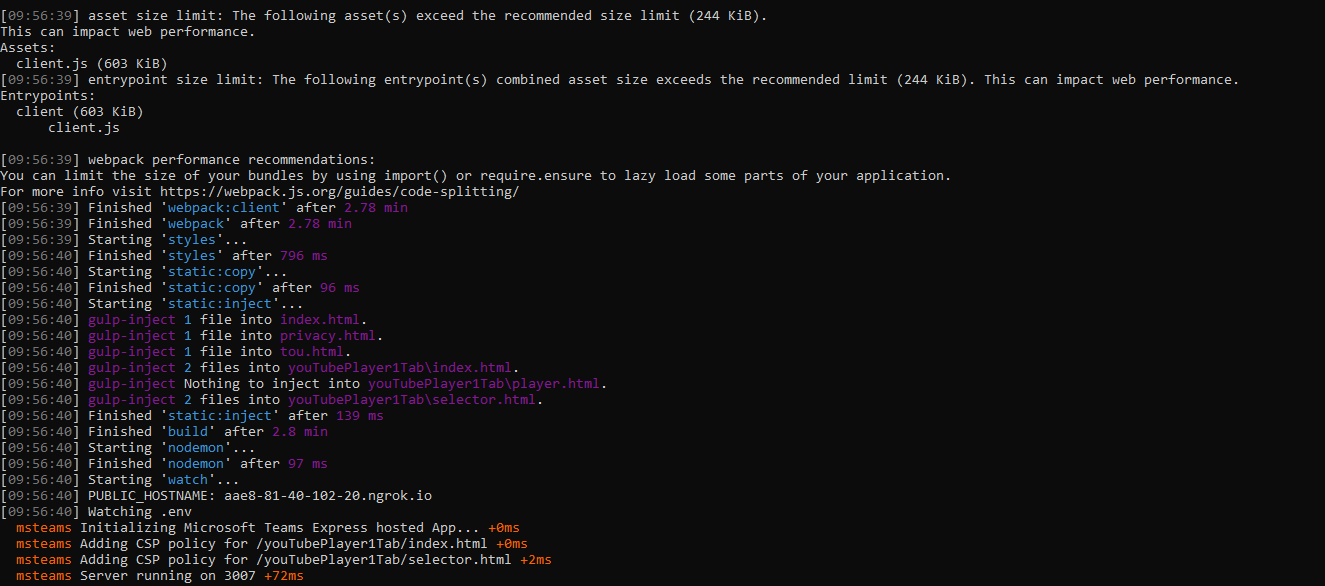 [09:56:39] asset size limit: The following asset(s) exceed the recommended size limit (244 KiB).
This can impact web performance.
Assets:
  client.js (603 KiB)
[09:56:39] entrypoint size limit: The following entrypoint(s) combined asset size exceeds the recommended limit (244 KiB). This can impact web performance.
Entrypoints:
  client (603 KiB)
      client.js
[09:56:39] webpack performance recommendations:
You can limit the size of your bundles by using import() or require.ensure to lazy load some parts of your application.
For more info visit https://webpack.js.org/guides/code-splitting/
[09:56:39] Finished 'webpack:client' after 2.78 min
[09:56:39] Finished 'webpack' after 2.78 min
[09:56:39] Starting 'styles'...
[09:56:40] Finished 'styles' after 796 ms
[09:56:40] Starting 'static:copy'...
[09:56:40] Finished 'static:copy' after 96 ms
[09:56:40] Starting 'static:inject'...
[09:56:40] gulp-inject 1 file into index.html.
[09:56:40] gulp-inject 1 file into privacy.html.
[09:56:40] gulp-inject 1 file into tou.html.
[09:56:40] gulp-inject 2 files into youTubePlayer1Tab\index.html.
[09:56:40] gulp-inject Nothing to inject into youTubePlayer1Tab\player.html.
[09:56:40] gulp-inject 2 files into youTubePlayer1Tab\selector.html.
[09:56:40] Finished 'static:inject' after 139 ms
[09:56:40] Finished 'build' after 2.8 min
[09:56:40] Starting 'nodemon'...
[09:56:40] Finished 'nodemon' after 97 ms
[09:56:40] Starting 'watch'...
[09:56:40] PUBLIC_HOSTNAME: aae8-81-40-102-20.ngrok.io
[09:56:40] Watching .env
  msteams Initializing Microsoft Teams Express hosted App... +0ms
  msteams Adding CSP policy for /youTubePlayer1Tab/index.html +0ms
  msteams Adding CSP policy for /youTubePlayer1Tab/selector.html +2ms
  msteams Server running on 3007 +72ms